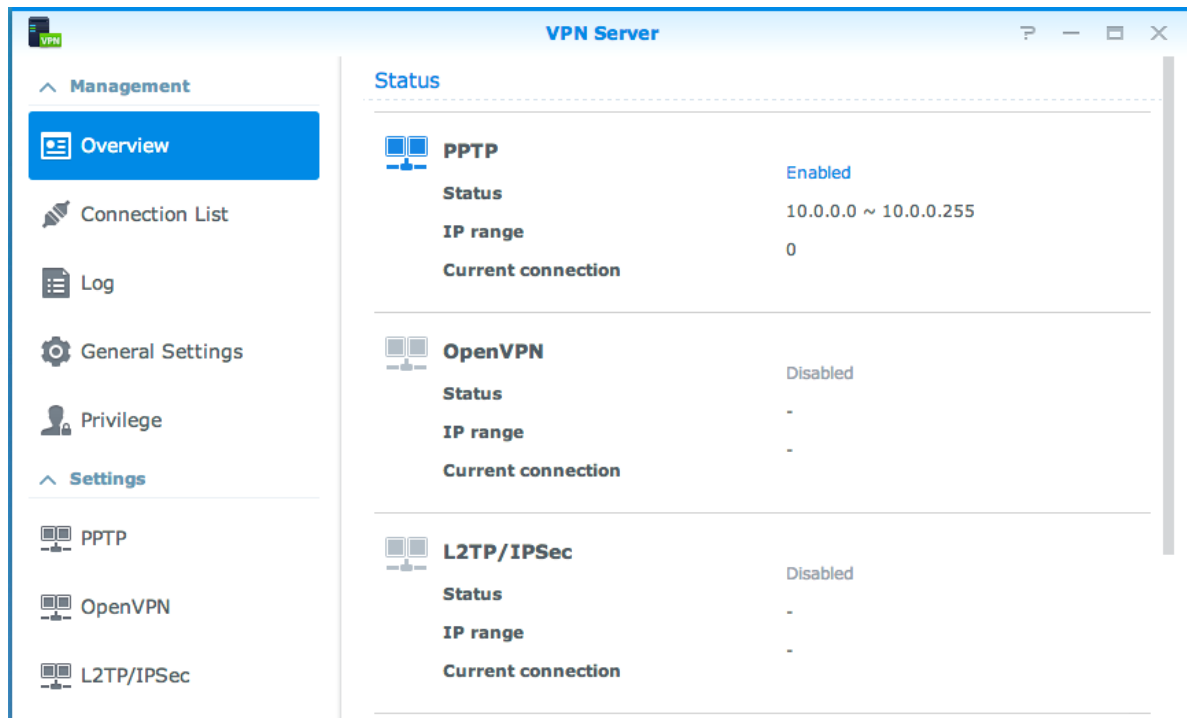 VPN
VPN Server
Management
Overview
Connection List
Log
General Settings
Privilege
Settings
PPTP
OpenVPN
L2TP/IPSec
Status
PPTP
Status
Enabled
IP range
10.0.0.0 ~ 10.0.0.255
Current connection
0
OpenVPN
Status
Disabled
IP range
-
Current connection
-
L2TP/IPSec
Status
Disabled
IP range
-
Current connection
-